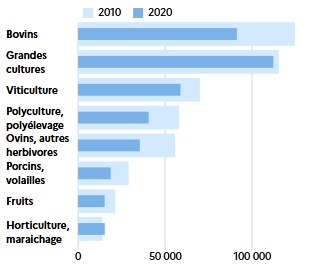 2010 2020
Bovins
Grandes
cultures
Viticulture
Polyculture,
polyélevage
Ovins, autres
herbivores
Porcins,
volailles
Fruits
Horticulture,
maraichage
0 50 000 100 000